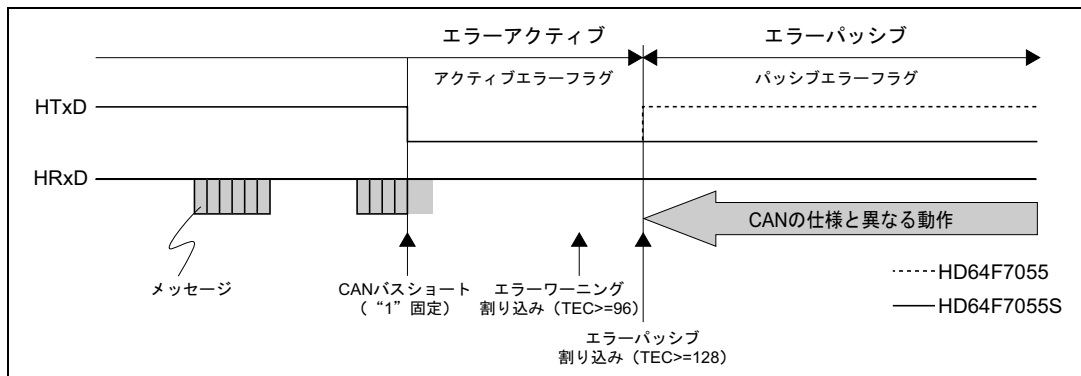 エラーアクティブ
エラーパッシブ
アクティブエラーフラグ
パッシブエラーフラグ
HTxD
HRxD
CANの仕様と異なる動作
メッセージ
CANバスショート
(“1”固定)
エラーワーニング
割り込み(TEC>=96)
エラーパッシブ
割り込み(TEC>=128)
HD64F7055
HD64F7055S